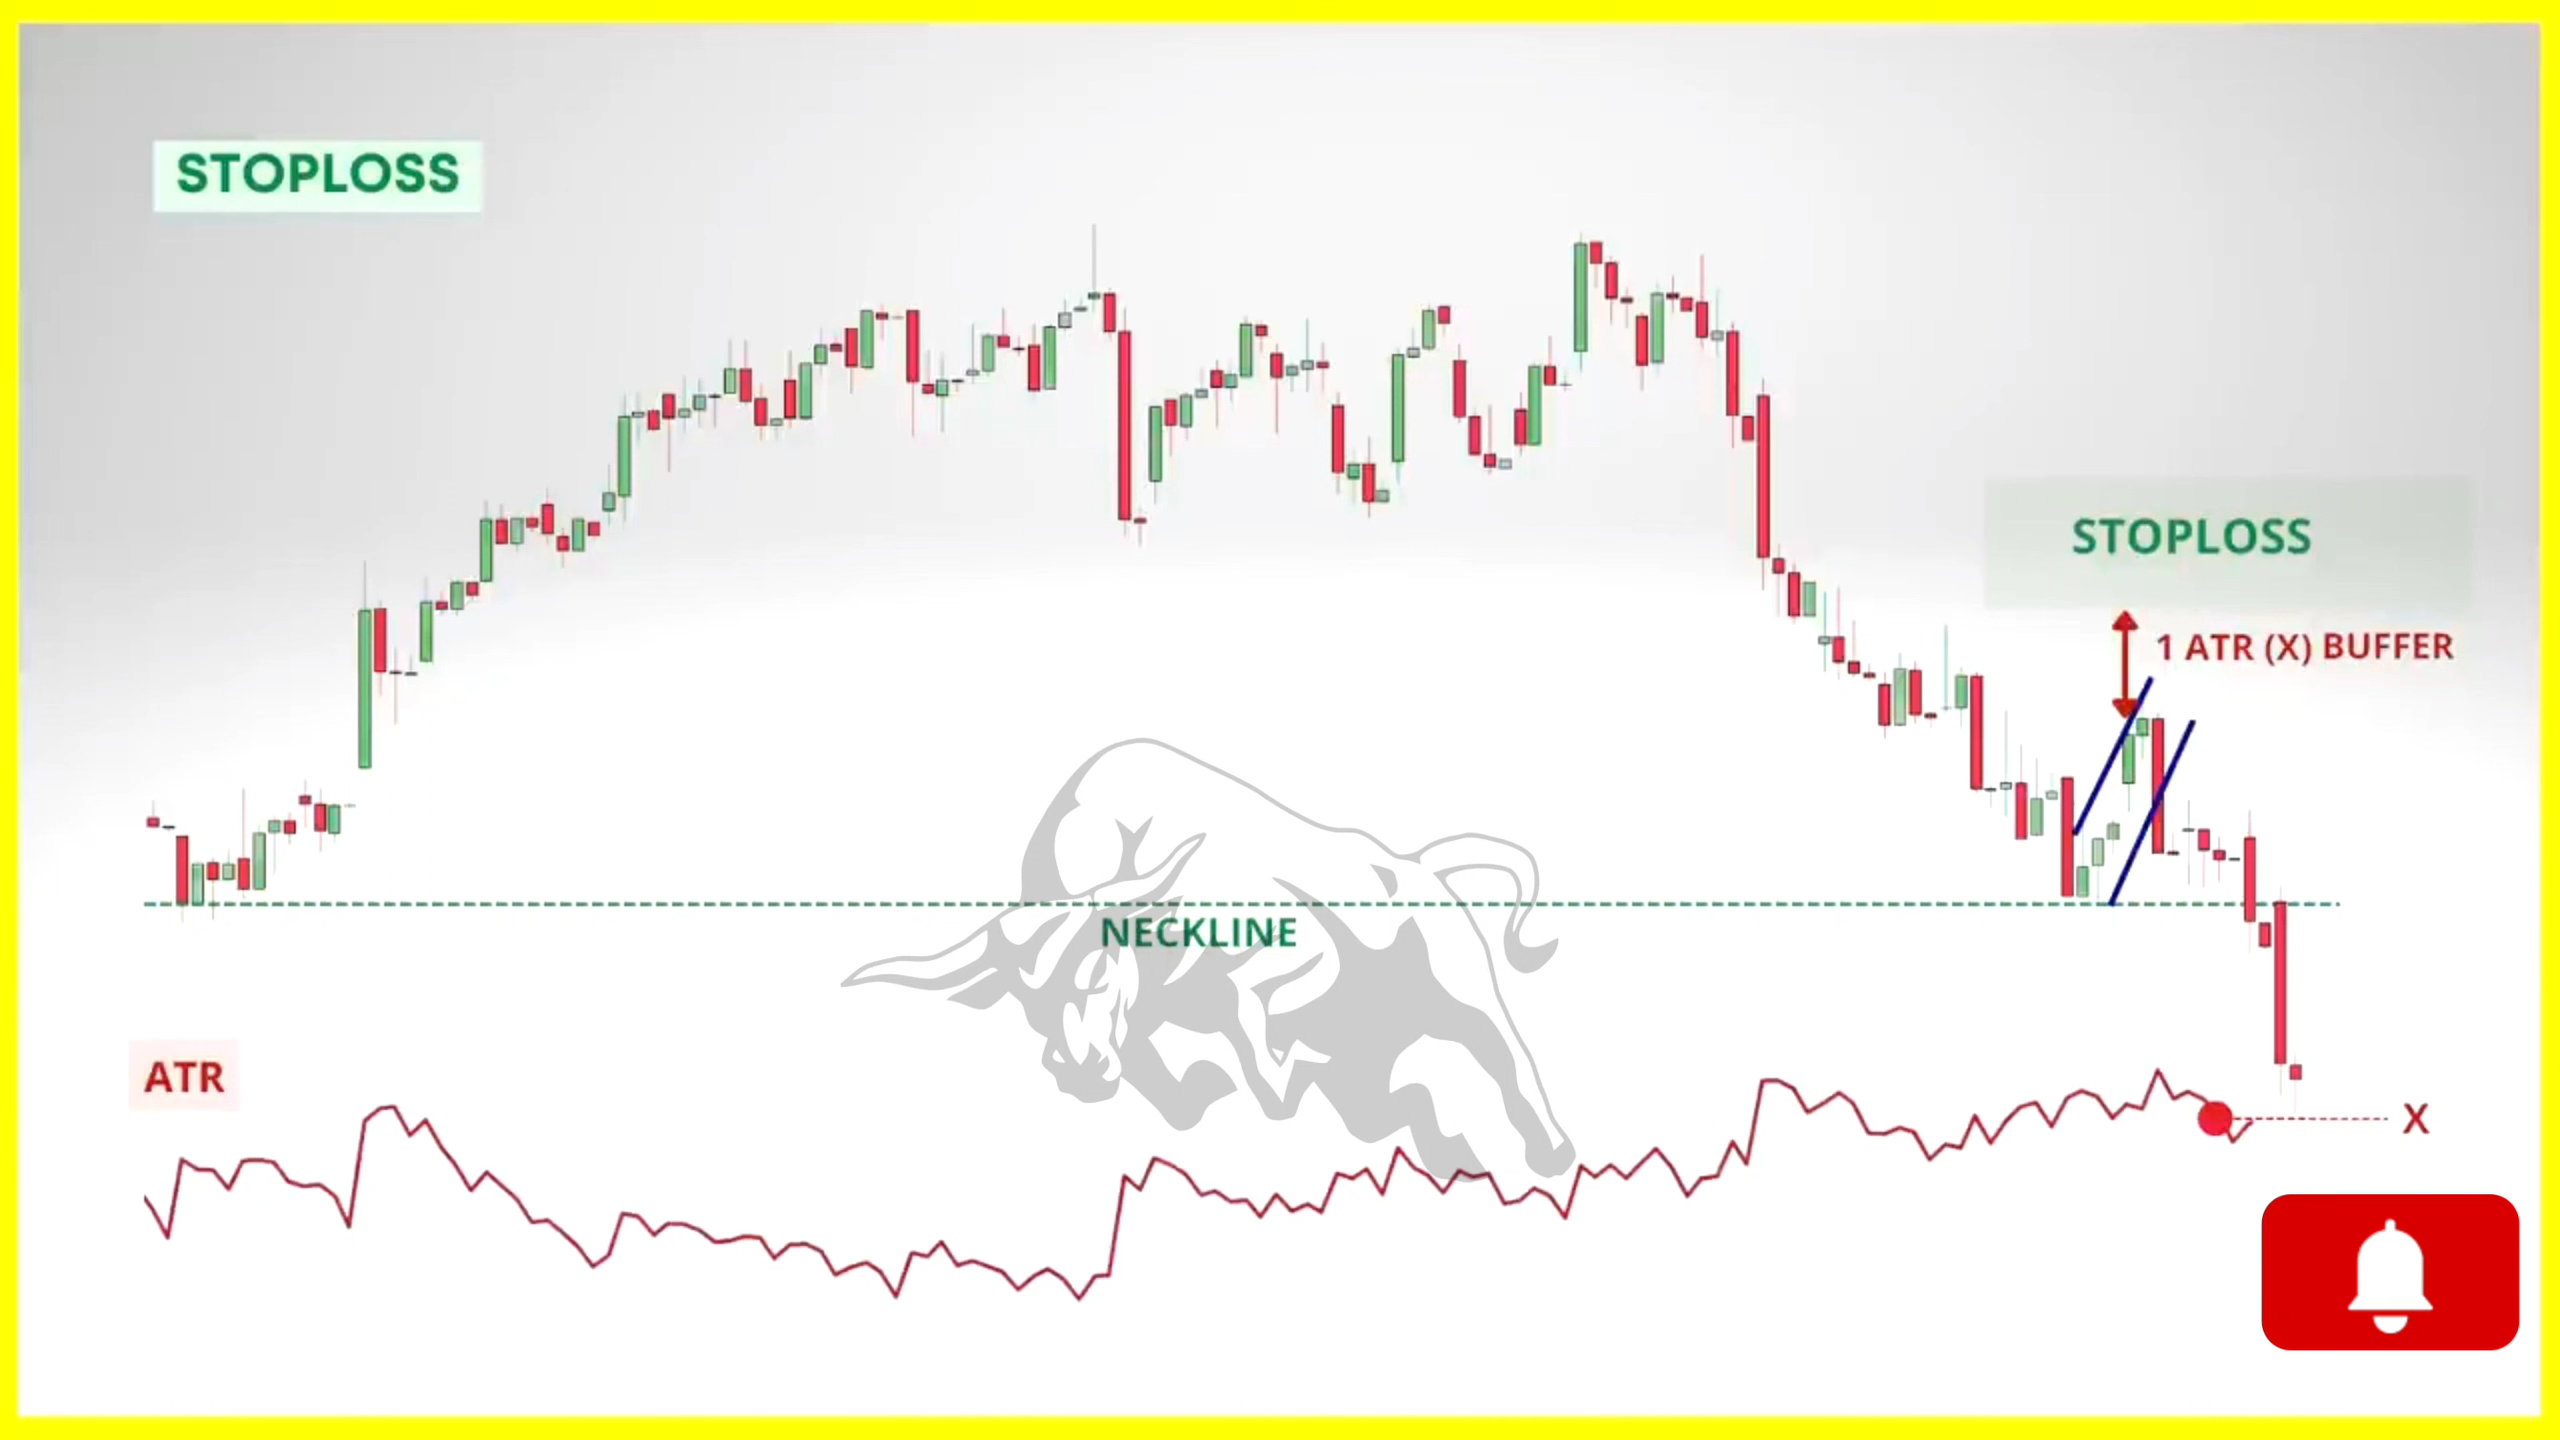 STOPLOSS
STOPLOSS
1 ATR (X) BUFFER
NECKLINE
ATR
X